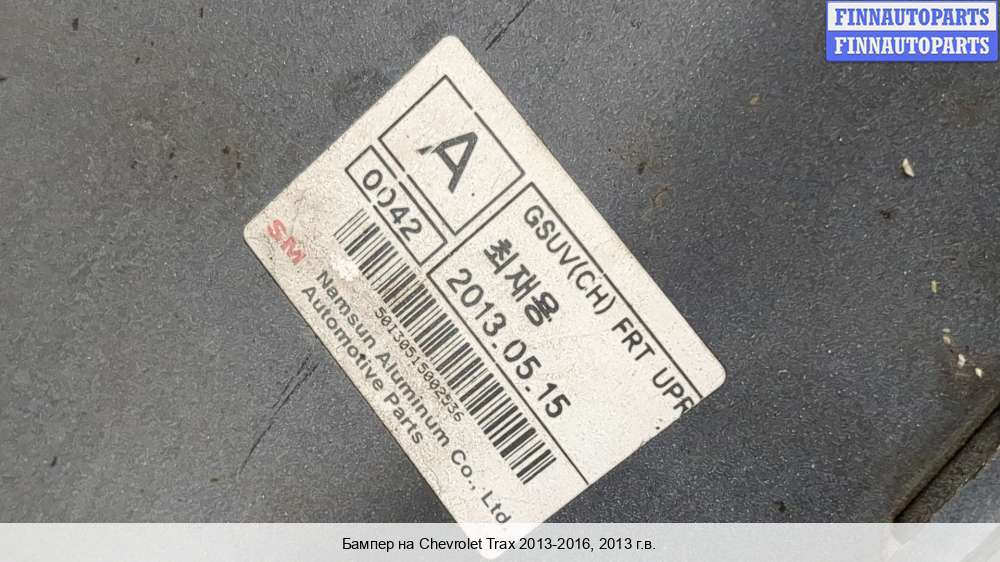 FINNAUTOPARTS
FINNAUTOPARTS
A
GSUV(CH) FRT UPR
0042
최재용
2013.05.15
50130515002536
SM
Namsun Aluminum Co., Ltd.
Automotive Parts
Бампер на Chevrolet Trax 2013-2016, 2013 г.в.